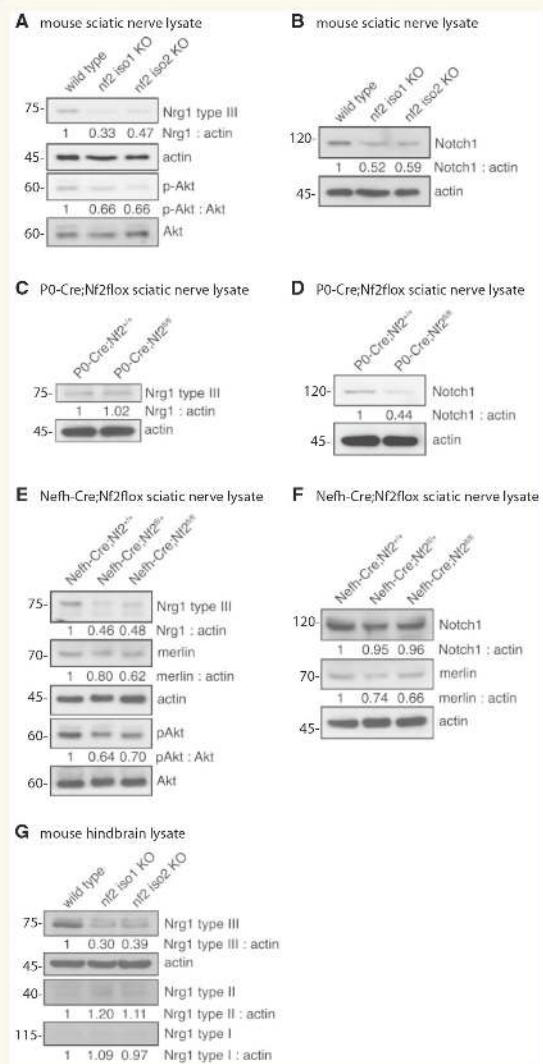 A mouse sciatic nerve lysate
wild type
nf2 iso1 KO
nf2 iso2 KO
75-
Nrg1 type III
1 0.33 0.47 Nrg1 : actin
45-
actin
60-
p-Akt
1 0.66 0.66 p-Akt : Akt
60-
Akt
B mouse sciatic nerve lysate
wild type
nf2 iso1 KO
nf2 iso2 KO
120-
Notch1
1 0.52 0.59 Notch1 : actin
45-
actin
C P0-Cre;Nf2flox sciatic nerve lysate
P0-Cre;Nf2+/+
P0-Cre;Nf2fl/fl
75-
Nrg1 type III
1 1.02 Nrg1 : actin
45-
actin
D P0-Cre;Nf2flox sciatic nerve lysate
P0-Cre;Nf2+/+
P0-Cre;Nf2fl/fl
120-
Notch1
1 0.44 Notch1 : actin
45-
actin
E Nefh-Cre;Nf2flox sciatic nerve lysate
Nefh-Cre;Nf2+/+
Nefh-Cre;Nf2fl/+
Nefh-Cre;Nf2fl/fl
75-
Nrg1 type III
1 0.46 0.48 Nrg1 : actin
70-
merlin
1 0.80 0.62 merlin : actin
45-
actin
60-
pAkt
1 0.64 0.70 pAkt : Akt
60-
Akt
F Nefh-Cre;Nf2flox sciatic nerve lysate
Nefh-Cre;Nf2+/+
Nefh-Cre;Nf2fl/+
Nefh-Cre;Nf2fl/fl
120-
Notch1
1 0.95 0.96 Notch1 : actin
70-
merlin
1 0.74 0.66 merlin : actin
45-
actin
G mouse hindbrain lysate
wild type
nf2 iso1 KO
nf2 iso2 KO
75-
Nrg1 type III
1 0.30 0.39 Nrg1 type III : actin
45-
actin
40-
Nrg1 type II
1 1.20 1.11 Nrg1 type II : actin
115-
Nrg1 type I
1 1.09 0.97 Nrg1 type I : actin